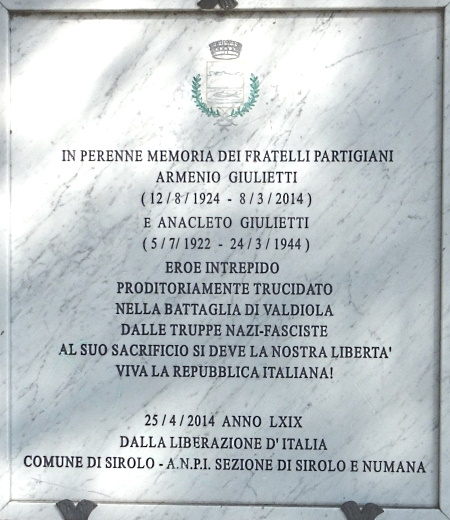 IN PERENNE MEMORIA DEI FRATELLI PARTIGIANI
ARMENIO GIULIETTI
( 12 / 8 / 1924 - 8 / 3 / 2014 )
E ANACLETO GIULIETTI
( 5 / 7 / 1922 - 24 / 3 / 1944 )
EROE INTREPIDO
PRODITORIAMENTE TRUCIDATO
NELLA BATTAGLIA DI VALDIOLA
DALLE TRUPPE NAZI-FASCISTE
AL SUO SACRIFICIO SI DEVE LA NOSTRA LIBERTA'
VIVA LA REPUBBLICA ITALIANA!
25 / 4 / 2014 ANNO LXIX
DALLA LIBERAZIONE D' ITALIA
COMUNE DI SIROLO - A.N.P.I. SEZIONE DI SIROLO E NUMANA